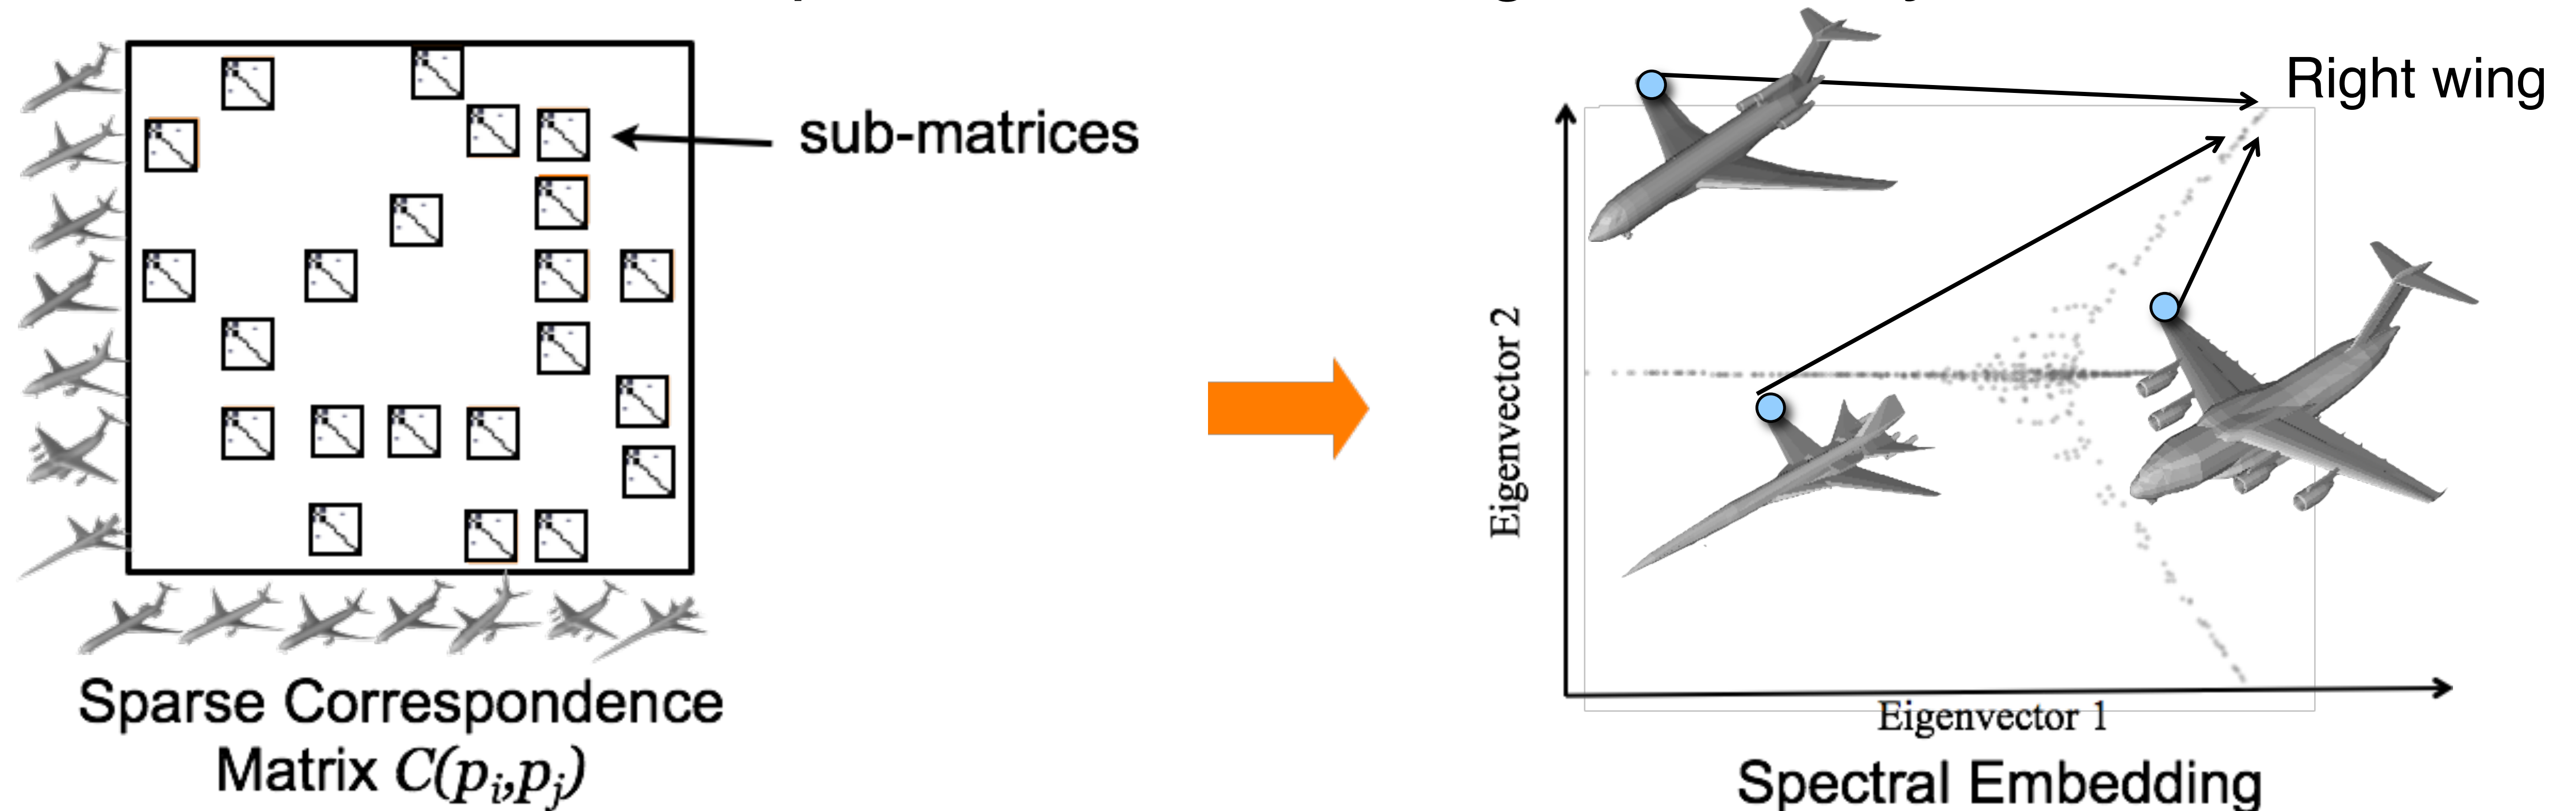 Right wing
sub-matrices
Eigenvector 2
Eigenvector 1
Sparse Correspondence
Matrix C(pi,pj)
Spectral Embedding